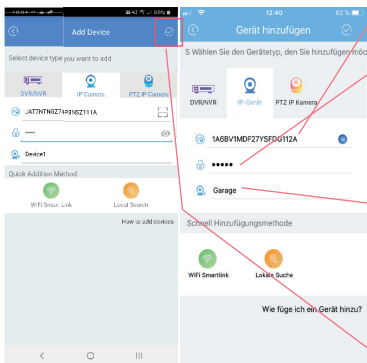 Add Device
Select device type you want to add
DVR/NVR
IP Camera
PTZ IP Camera
JAT7NTNGZ74P3NSZ111A
Device1
Quick Addition Method
WiFi Smart Link
Local Search
How to add devices
12:40
62 %
Gerät hinzufügen
S Wählen Sie den Gerätetyp, den Sie hinzufügen möc
DVR/NVR
IP-Gerät
PTZ IP Kamera
1A6BV1MDF27YSFDG112A
Garage
Schnell Hinzufügungsmethode
WiFi Smartlink
Lokale Suche
Wie füge ich ein Gerät hinzu?